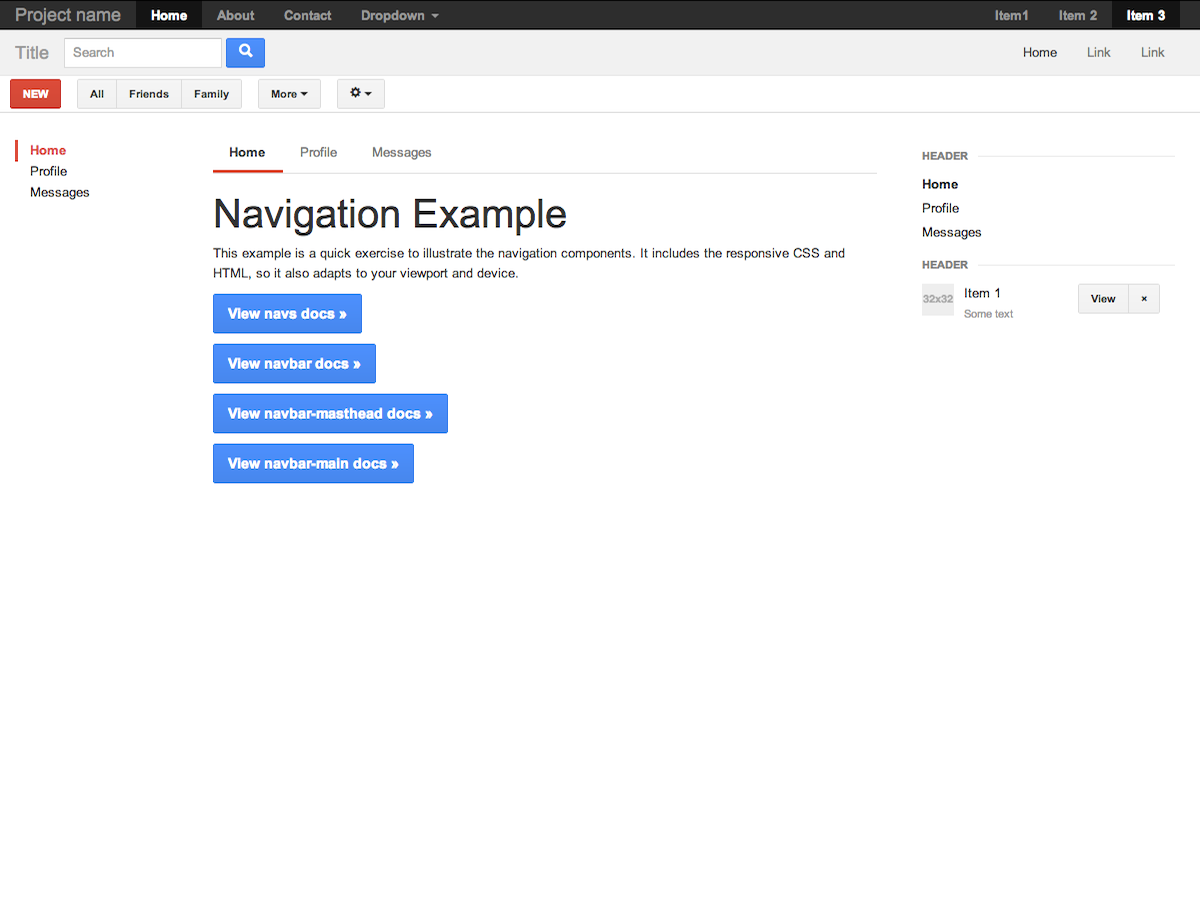 Project name Home About Contact Dropdown Item1 Item 2 Item 3
Title Search Home Link Link
NEW All Friends Family More
Home
Profile
Messages
Home Profile Messages
Navigation Example
This example is a quick exercise to illustrate the navigation components. It includes the responsive CSS and
HTML, so it also adapts to your viewport and device.
View navs docs »
View navbar docs »
View navbar-masthead docs »
View navbar-main docs »
HEADER
Home
Profile
Messages
HEADER
32x32 Item 1 View ×
Some text